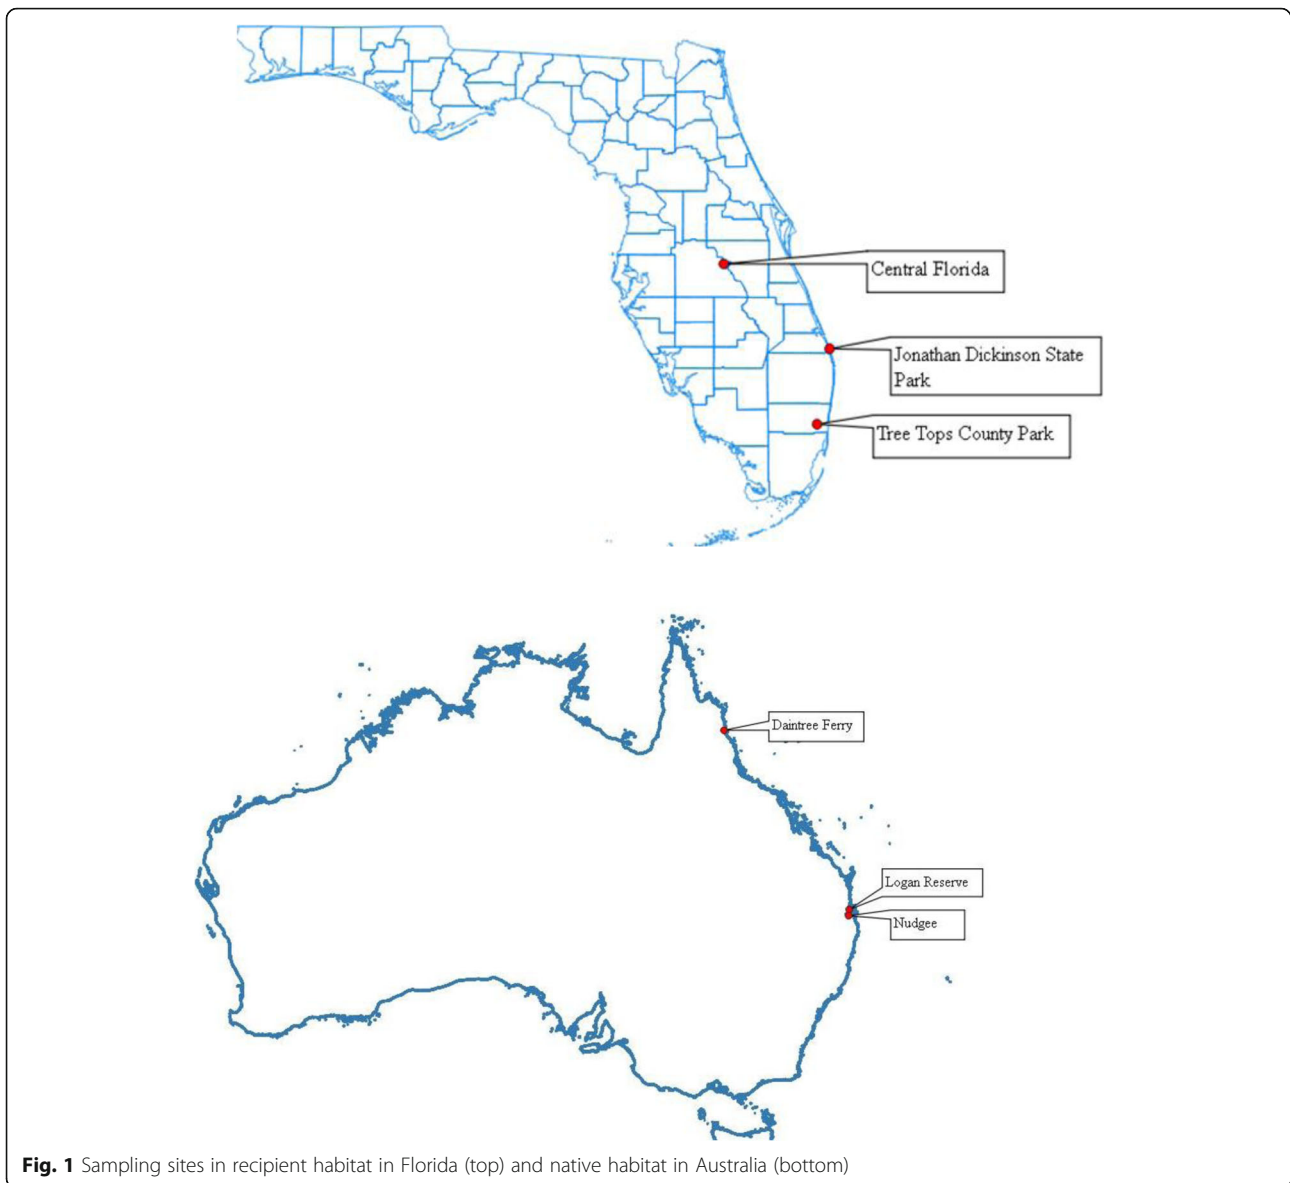 Central Florida
Jonathan Dickinson State
Park
Tree Tops County Park
Daintree Ferry
Logan Reserve
Nudgee
Fig. 1 Sampling sites in recipient habitat in Florida (top) and native habitat in Australia (bottom)